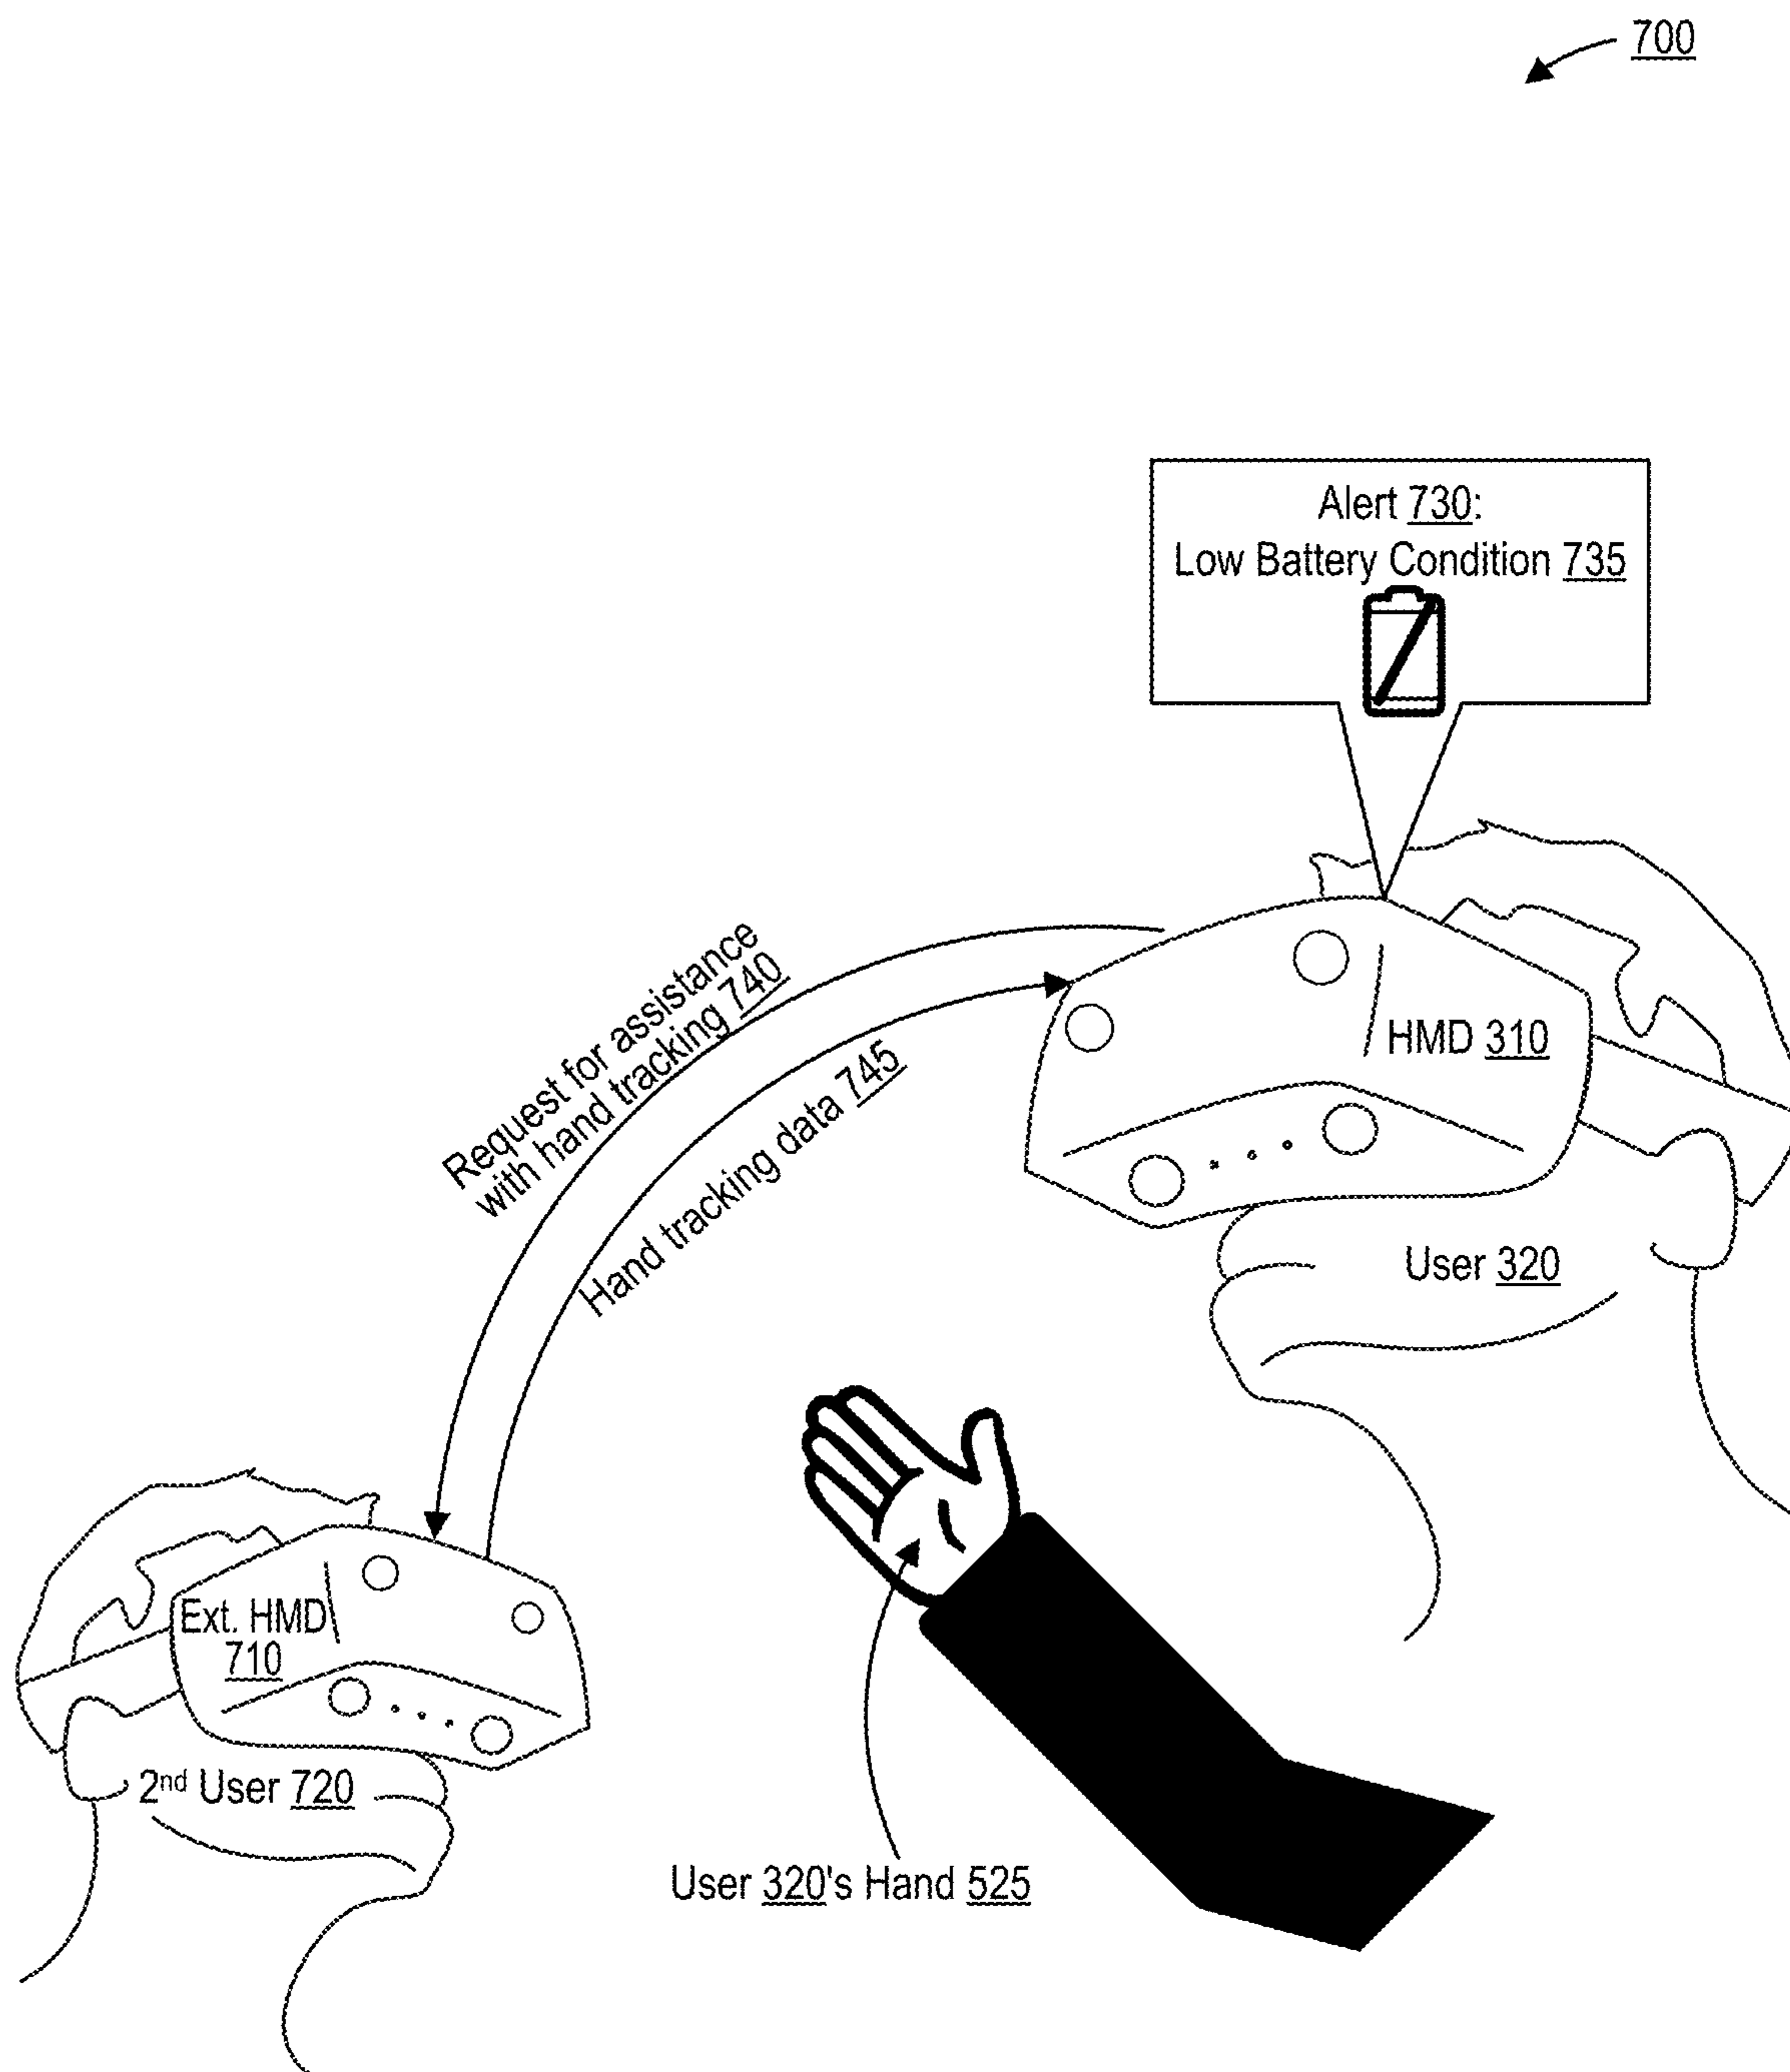 700
Alert 730:
Low Battery Condition 735
Request for assistance
with hand tracking 740
Hand tracking data 745
HMD 310
User 320
Ext. HMD
710
2nd User 720
User 320's Hand 525